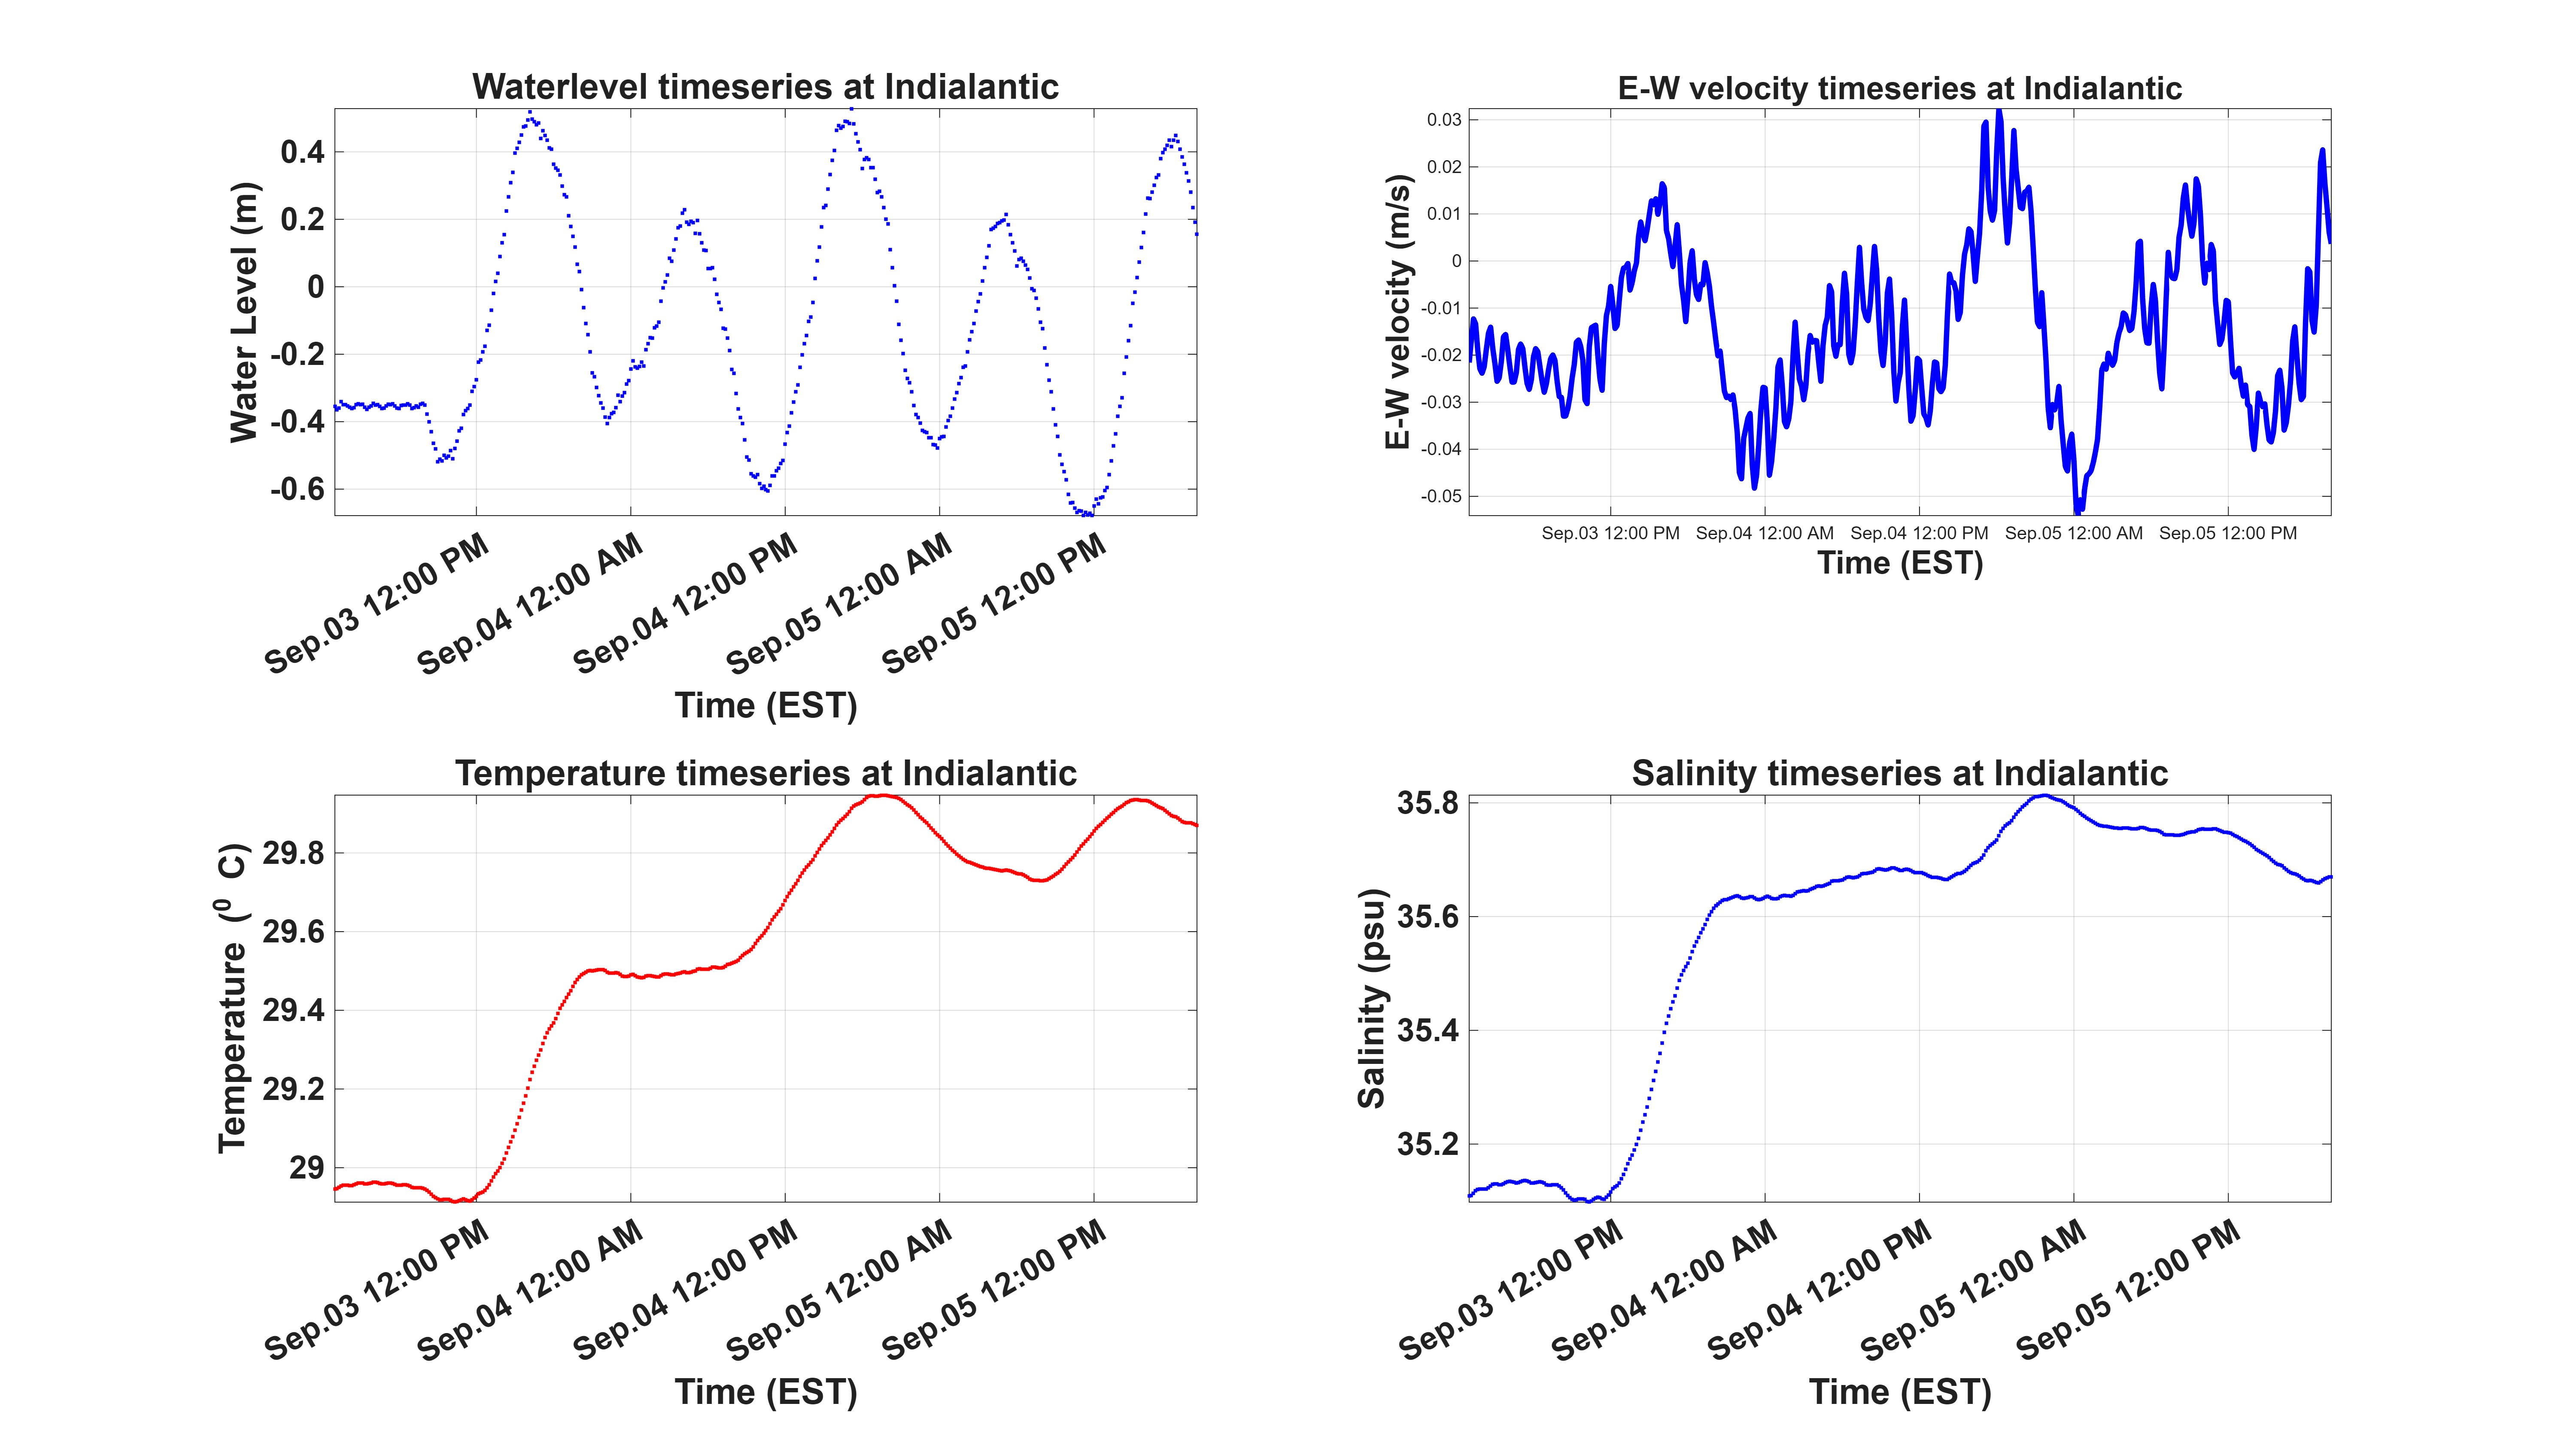 Waterlevel timeseries at Indialantic
Water Level (m)
0.4
0.2
0
-0.2
-0.4
-0.6
Sep.03 12:00 PM
Sep.04 12:00 AM
Sep.04 12:00 PM
Sep.05 12:00 AM
Sep.05 12:00 PM
Time (EST)
E-W velocity timeseries at Indialantic
E-W velocity (m/s)
0.03
0.02
0.01
0
-0.01
-0.02
-0.03
-0.04
-0.05
Sep.03 12:00 PM Sep.04 12:00 AM Sep.04 12:00 PM Sep.05 12:00 AM Sep.05 12:00 PM
Time (EST)
Temperature timeseries at Indialantic
Temperature (⁰ C)
29.8
29.6
29.4
29.2
29
Sep.03 12:00 PM
Sep.04 12:00 AM
Sep.04 12:00 PM
Sep.05 12:00 AM
Sep.05 12:00 PM
Time (EST)
Salinity timeseries at Indialantic
Salinity (psu)
35.8
35.6
35.4
35.2
Sep.03 12:00 PM
Sep.04 12:00 AM
Sep.04 12:00 PM
Sep.05 12:00 AM
Sep.05 12:00 PM
Time (EST)